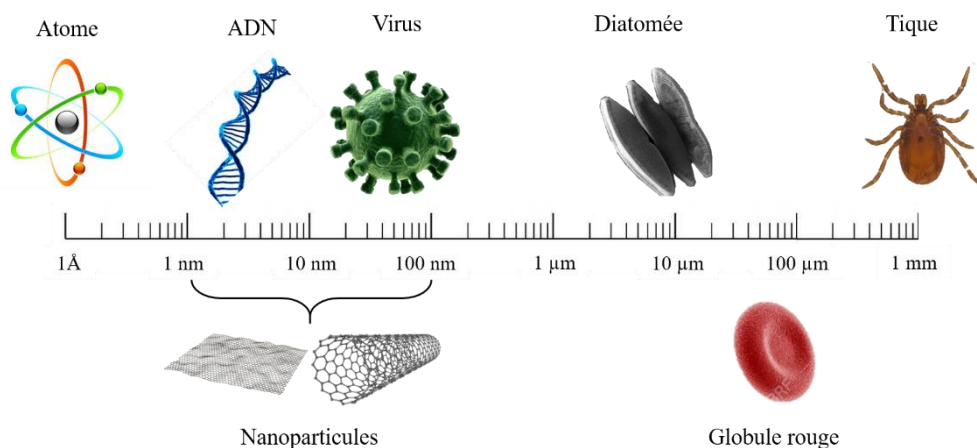 Atome
ADN
Virus
Diatomée
Tique
1Å
1 nm
10 nm
100 nm
1 µm
10 µm
100 µm
1 mm
Nanoparticules
Globule rouge